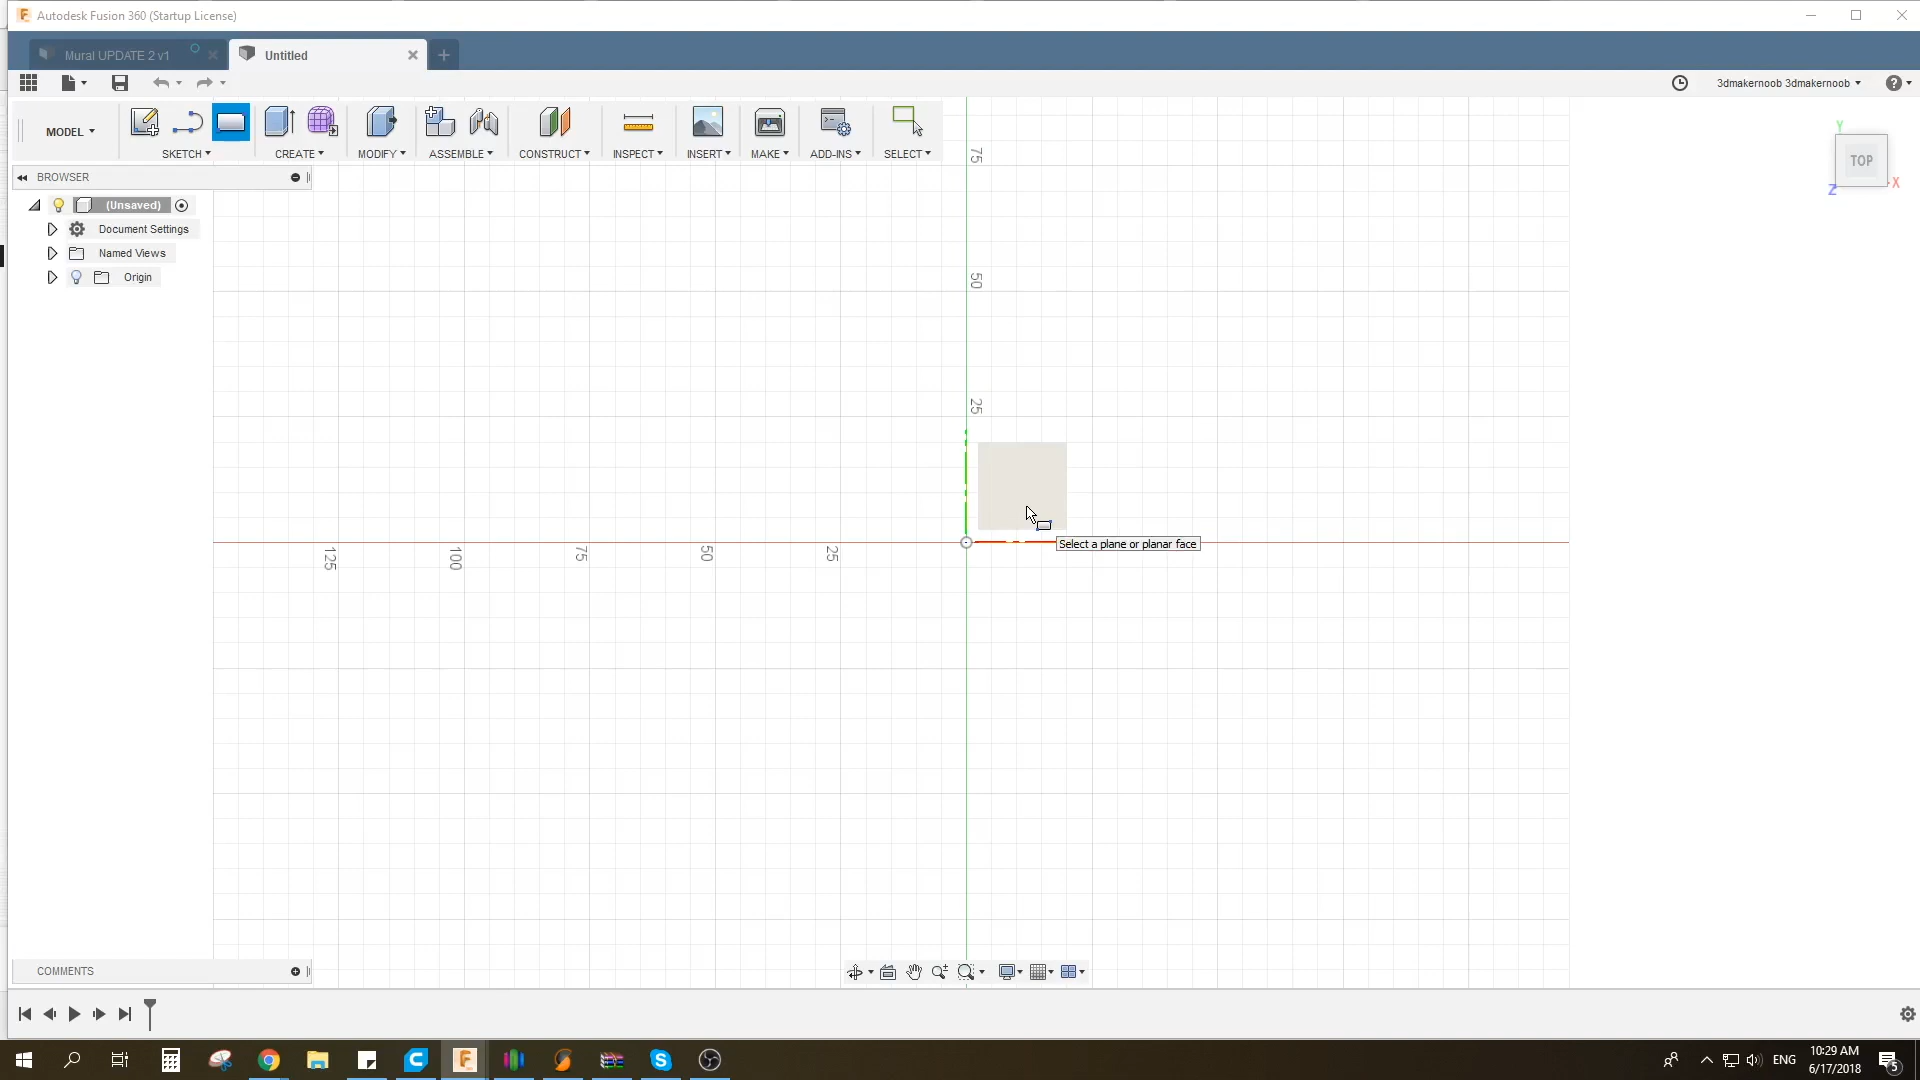 Autodesk Fusion 360 (Startup License)
Mural UPDATE 2 v1
Untitled
3dmakernoob 3dmakernoob
MODEL
SKETCH
CREATE
MODIFY
ASSEMBLE
CONSTRUCT
INSPECT
INSERT
MAKE
ADD-INS
SELECT
BROWSER
(Unsaved)
Document Settings
Named Views
Origin
75
50
25
125
100
75
50
25
Select a plane or planar face
Y
TOP
X
Z
COMMENTS
ENG
10:29 AM
6/17/2018
5